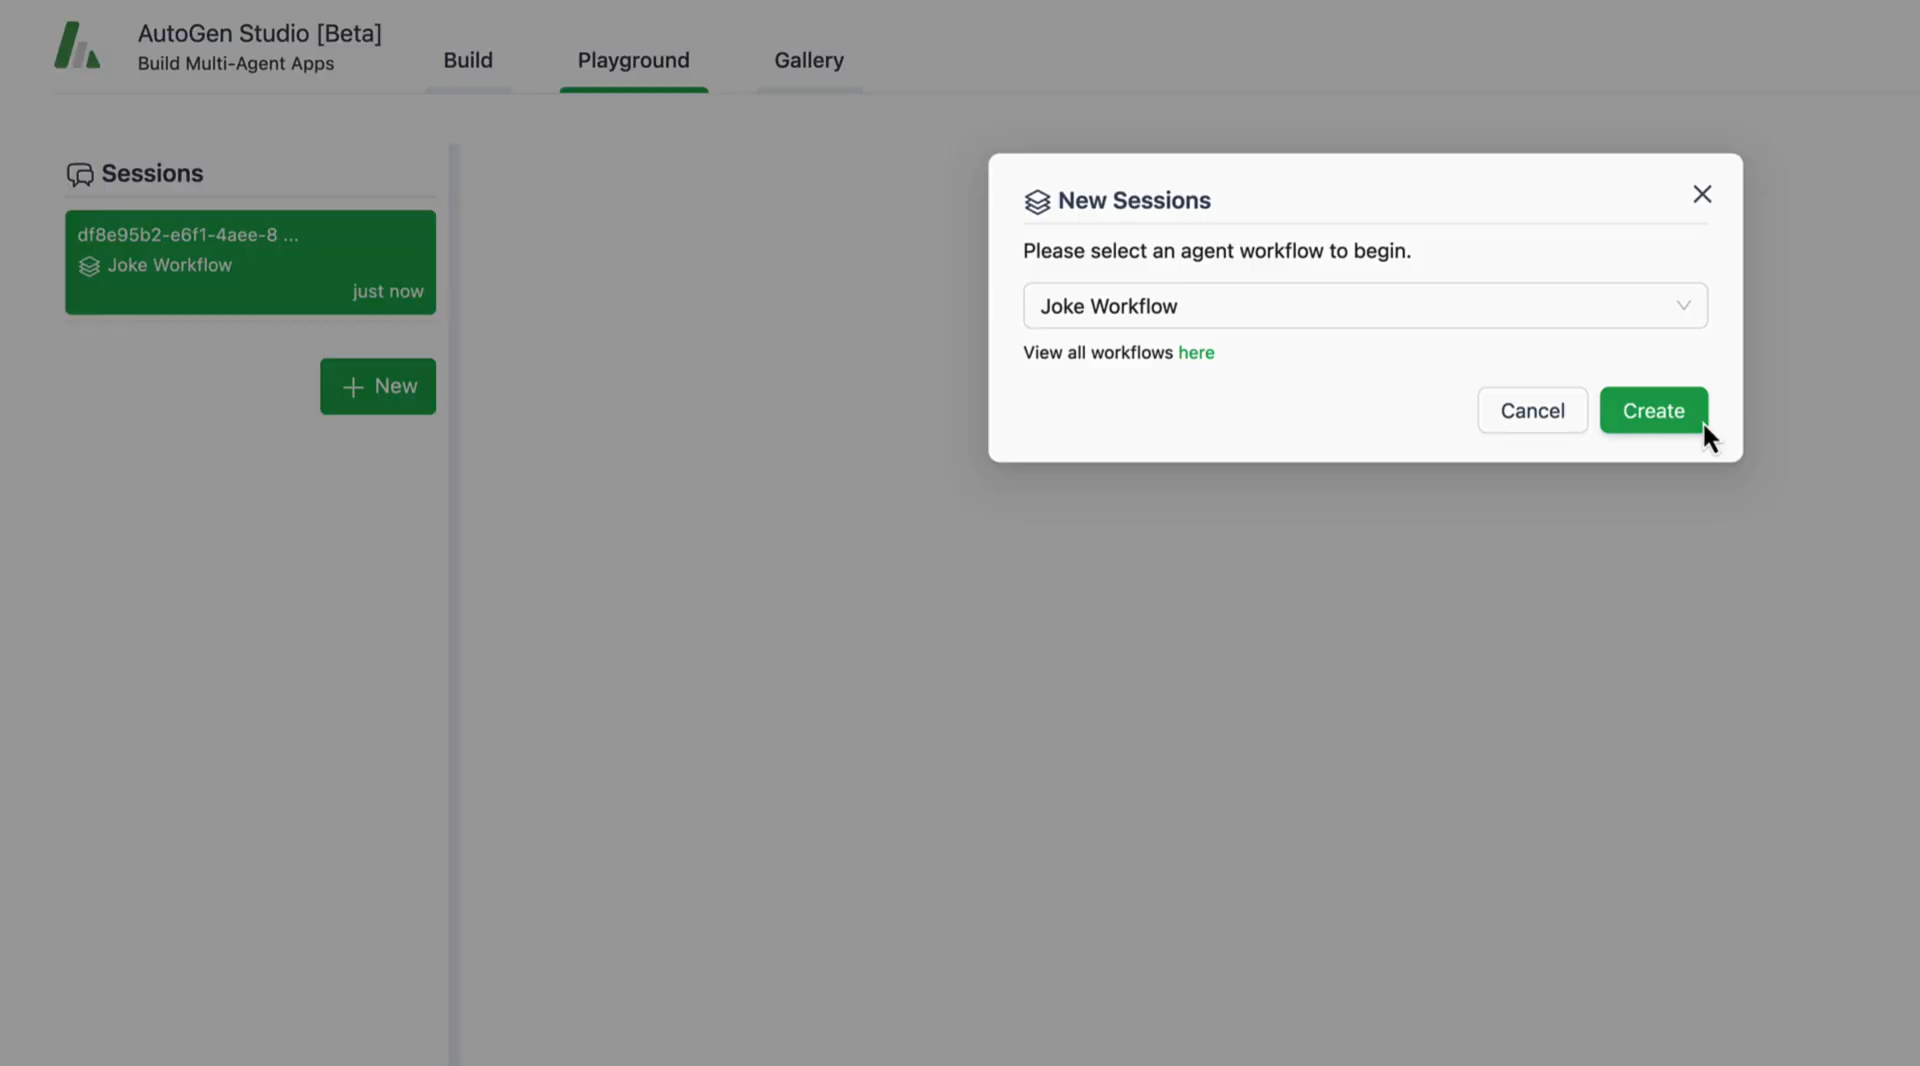 AutoGen Studio [Beta]
Build Multi-Agent Apps
Build
Playground
Gallery
Sessions
df8e95b2-e6f1-4aee-8 ...
Joke Workflow
just now
+ New
New Sessions
Please select an agent workflow to begin.
Joke Workflow
View all workflows here
Cancel
Create